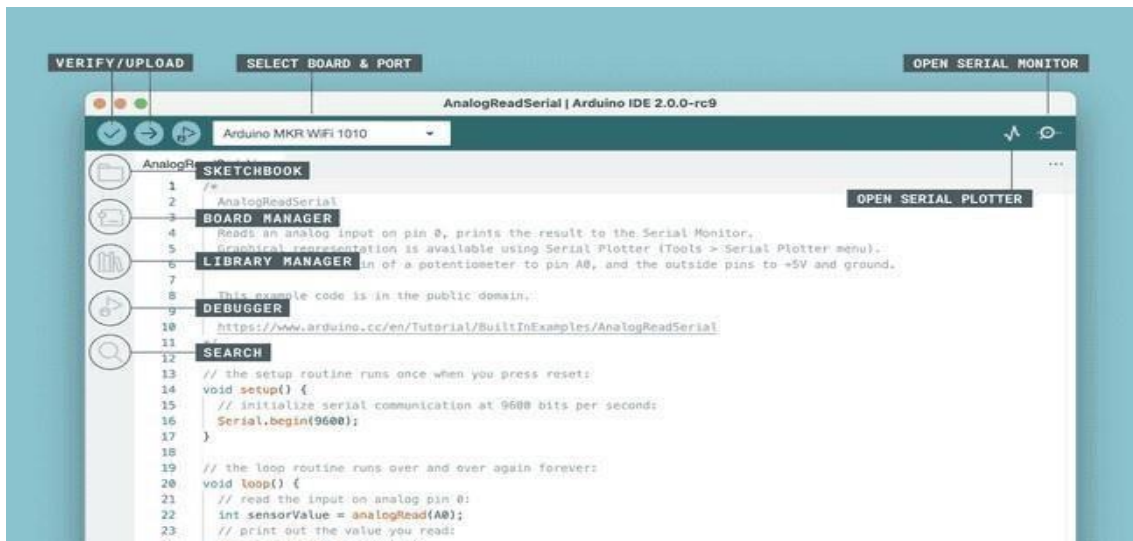 VERIFY/UPLOAD
SELECT BOARD & PORT
OPEN SERIAL MONITOR
AnalogReadSerial | Arduino IDE 2.0.0-rc9
Arduino MKR WiFi 1010
AnalogR
SKETCHBOOK
OPEN SERIAL PLOTTER
1 /*
2 AnalogReadSerial
BOARD MANAGER
3
4 Reads an analog input on pin 0, prints the result to the Serial Monitor.
5 Graphical representation is available using Serial Plotter (Tools > Serial Plotter menu).
LIBRARY MANAGER
6 in of a potentiometer to pin A0, and the outside pins to +5V and ground.
7
8 This example code is in the public domain.
DEBUGGER
9
10 https://www.arduino.cc/en/Tutorial/BuiltInExamples/AnalogReadSerial
11
SEARCH
12
13 // the setup routine runs once when you press reset:
14 void setup() {
15 // initialize serial communication at 9600 bits per second:
16 Serial.begin(9600);
17 }
18
19 // the loop routine runs over and over again forever:
20 void loop() {
21 // read the input on analog pin 0:
22 int sensorValue = analogRead(A0);
23 // print out the value you read: